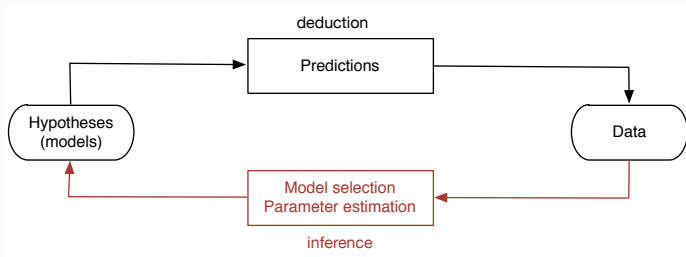 deduction
Predictions
Hypotheses
(models)
Data
Model selection
Parameter estimation
inference